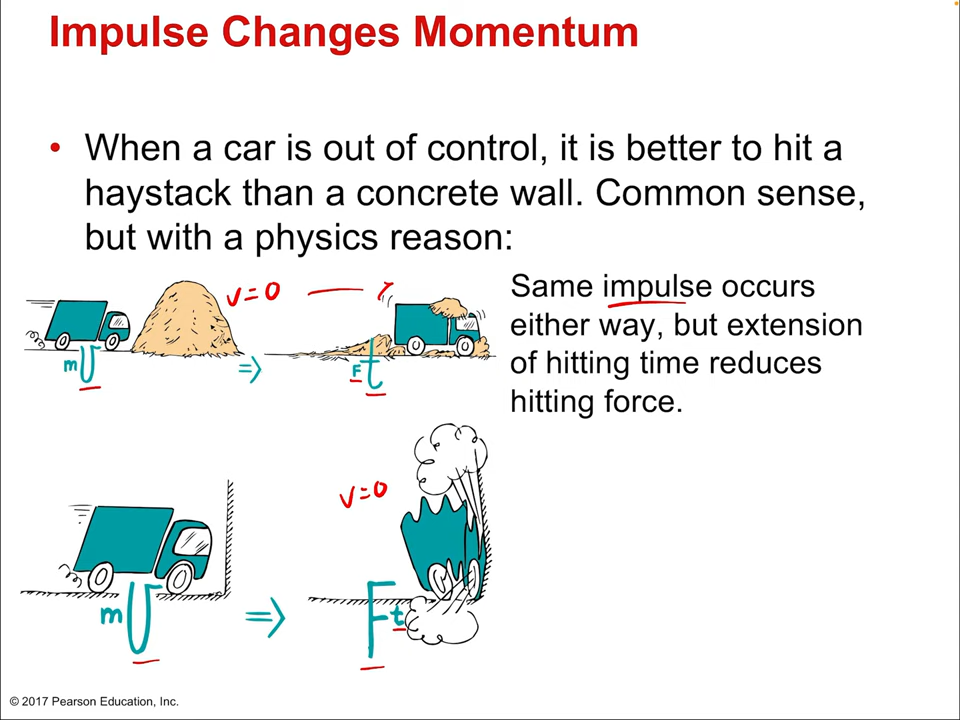 Impulse Changes Momentum
• When a car is out of control, it is better to hit a
haystack than a concrete wall. Common sense,
but with a physics reason:
v=0
m v
⇒
F t
Same impulse occurs
either way, but extension
of hitting time reduces
hitting force.
v=0
m v
⇒
F t
© 2017 Pearson Education, Inc.